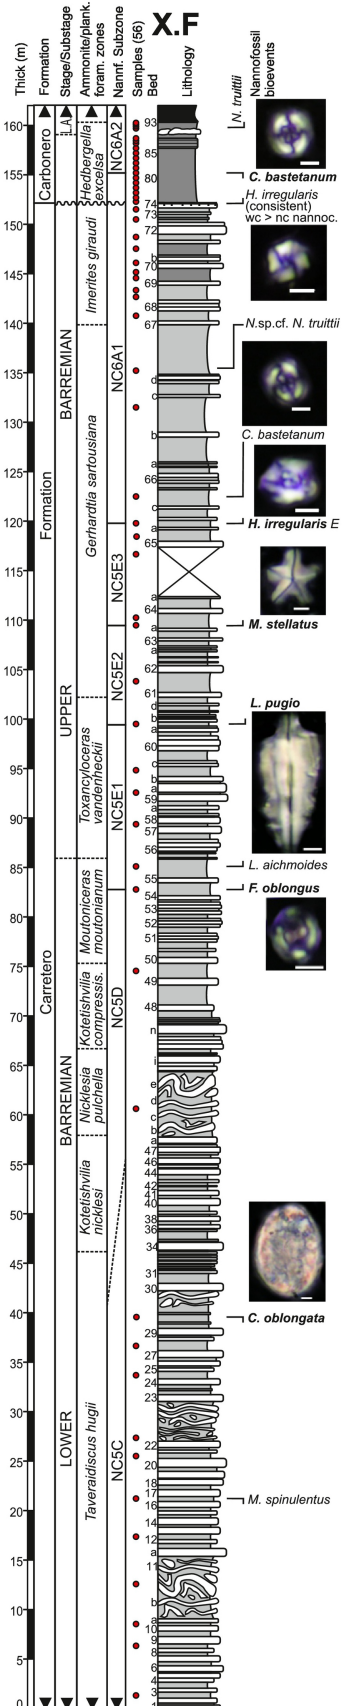 X.F
Thick (m)
Formation
Stage/Substage
Ammonite/plank.
foram. zones
Nannf. Subzone
Samples (56)
Bed
Lithology
Nannofossil
bioevents
N. truittii
160
155
150
145
140
135
130
125
120
115
110
105
100
95
90
85
80
75
70
65
60
55
50
45
40
35
30
25
20
15
10
5
0
Carbonero
Formation
Carretero
LA
BARREMIAN
UPPER
BARREMIAN
LOWER
Hedbergella
excelsa
Imerites giraudi
Gerhardtia sartousiana
Toxancyloceras
vandenheckii
Moutoniceras
moutonianum
Kotetishvilia
compressis.
Nicklesia
pulchella
Kotetishvilia
nicklesi
Taveraidiscus hugii
NC6A2
NC6A1
NC5E3
NC5E2
NC5E1
NC5D
NC5C
93
85
80
74
73
72
b
70
69
68
67
d
c
b
a
66
c
a
65
a
64
a
63
a
62
61
d
b
a
60
c
b
a
59
a
58
57
56
55
54
53
52
51
50
49
48
n
i
e
d
c
b
a
47
46
44
42
41
40
38
36
34
31
30
29
27
25
24
23
22
20
18
17
16
14
12
a
11
b
a
10
9
8
6
4
3
1
C. bastetanum
H. irregularis
(consistent)
wc > nc nannoc.
N.sp.cf. N. truittii
C. bastetanum
H. irregularis E
M. stellatus
L. pugio
L. aichmoides
F. oblongus
C. oblongata
M. spinulentus